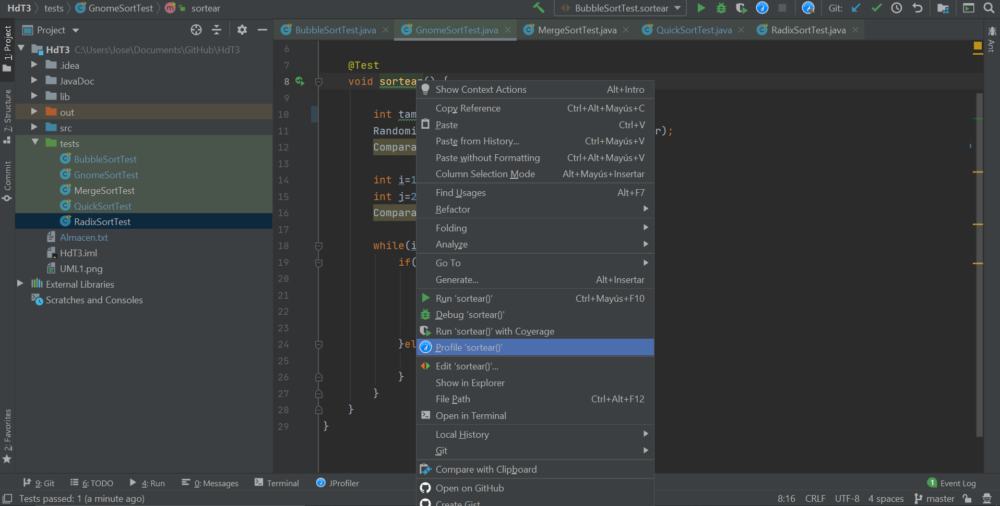 HdT3 tests GnomeSortTest m sortear
BubbleSortTest.sortear Git:
1: Project
7: Structure
Commit
2: Favorites
Project
HdT3 C:\Users\Jose\Documents\GitHub\HdT3
.idea
JavaDoc
lib
out
src
tests
BubbleSortTest
GnomeSortTest
MergeSortTest
QuickSortTest
RadixSortTest
Almacen.txt
HdT3.iml
UML1.png
External Libraries
Scratches and Consoles
BubbleSortTest.java GnomeSortTest.java MergeSortTest.java QuickSortTest.java RadixSortTest.java
Ant
6
7 @Test
8 void sortear() {
9
10 int tam
11 Randomi r);
12 Compara
13
14 int i=1
15 int j=2
16 Compara
17
18 while(i
19 if(
20
21
22
23
24 }el
25
26 }
27 }
28 }
29 }
Show Context Actions Alt+Intro
Copy Reference Ctrl+Alt+Mayús+C
Paste Ctrl+V
Paste from History... Ctrl+Mayús+V
Paste without Formatting Ctrl+Alt+Mayús+V
Column Selection Mode Alt+Mayús+Insertar
Find Usages Alt+F7
Refactor
Folding
Analyze
Go To
Generate... Alt+Insertar
Run 'sortear()' Ctrl+Mayús+F10
Debug 'sortear()'
Run 'sortear()' with Coverage
Profile 'sortear()'
Edit 'sortear()'...
Show in Explorer
File Path Ctrl+Alt+F12
Open in Terminal
Local History
Git
Compare with Clipboard
Open on GitHub
Create Gist
9: Git 6: TODO 4: Run 0: Messages Terminal JProfiler 1 Event Log
Tests passed: 1 (a minute ago) 8:16 CRLF UTF-8 4 spaces master